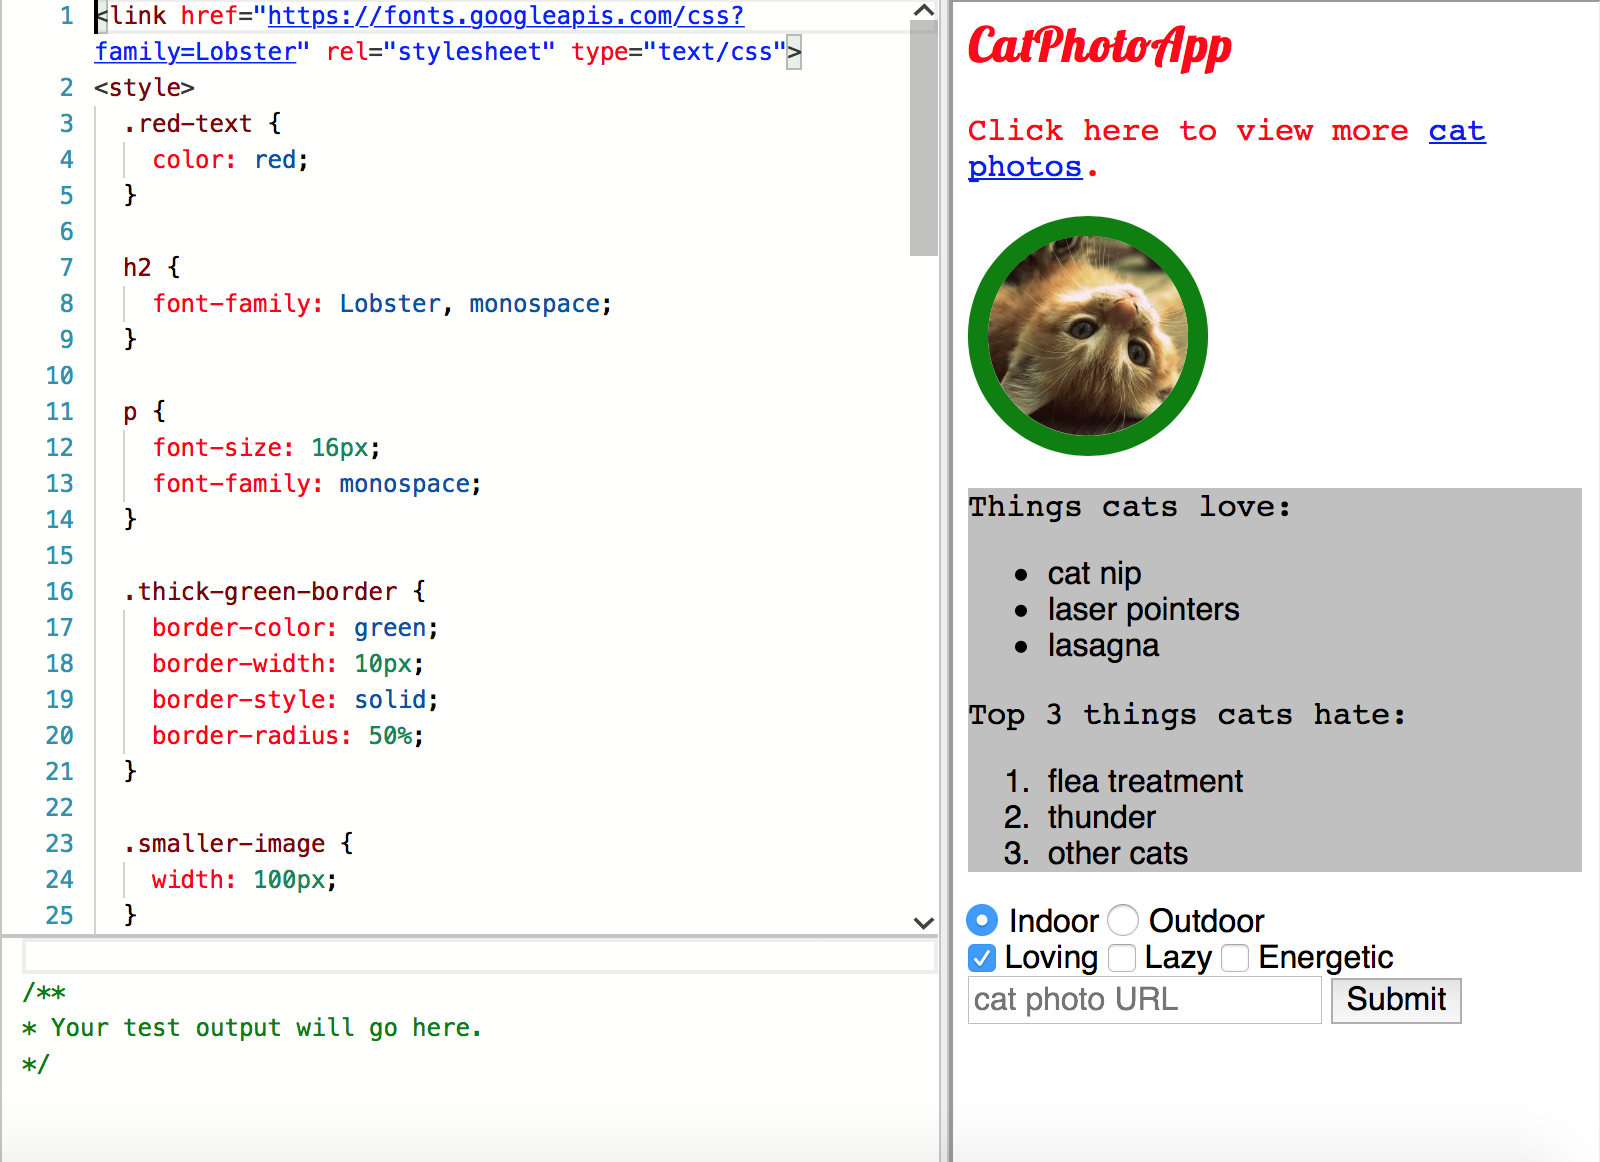 1 <link href="https://fonts.googleapis.com/css?
family=Lobster" rel="stylesheet" type="text/css">
2 <style>
3 .red-text {
4 color: red;
5 }
6
7 h2 {
8 font-family: Lobster, monospace;
9 }
10
11 p {
12 font-size: 16px;
13 font-family: monospace;
14 }
15
16 .thick-green-border {
17 border-color: green;
18 border-width: 10px;
19 border-style: solid;
20 border-radius: 50%;
21 }
22
23 .smaller-image {
24 width: 100px;
25 }
/**
* Your test output will go here.
*/
CatPhotoApp
Click here to view more cat
photos.
Things cats love:
• cat nip
• laser pointers
• lasagna
Top 3 things cats hate:
1. flea treatment
2. thunder
3. other cats
Indoor Outdoor
Loving Lazy Energetic
cat photo URL Submit